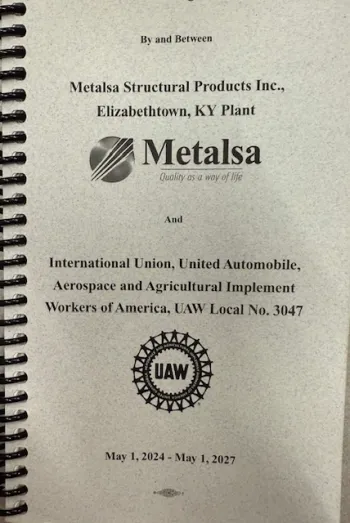 By and Between
Metalsa Structural Products Inc.,
Elizabethtown, KY Plant
Metalsa
Quality as a way of life
And
International Union, United Automobile,
Aerospace and Agricultural Implement
Workers of America, UAW Local No. 3047
UAW
May 1, 2024 - May 1, 2027